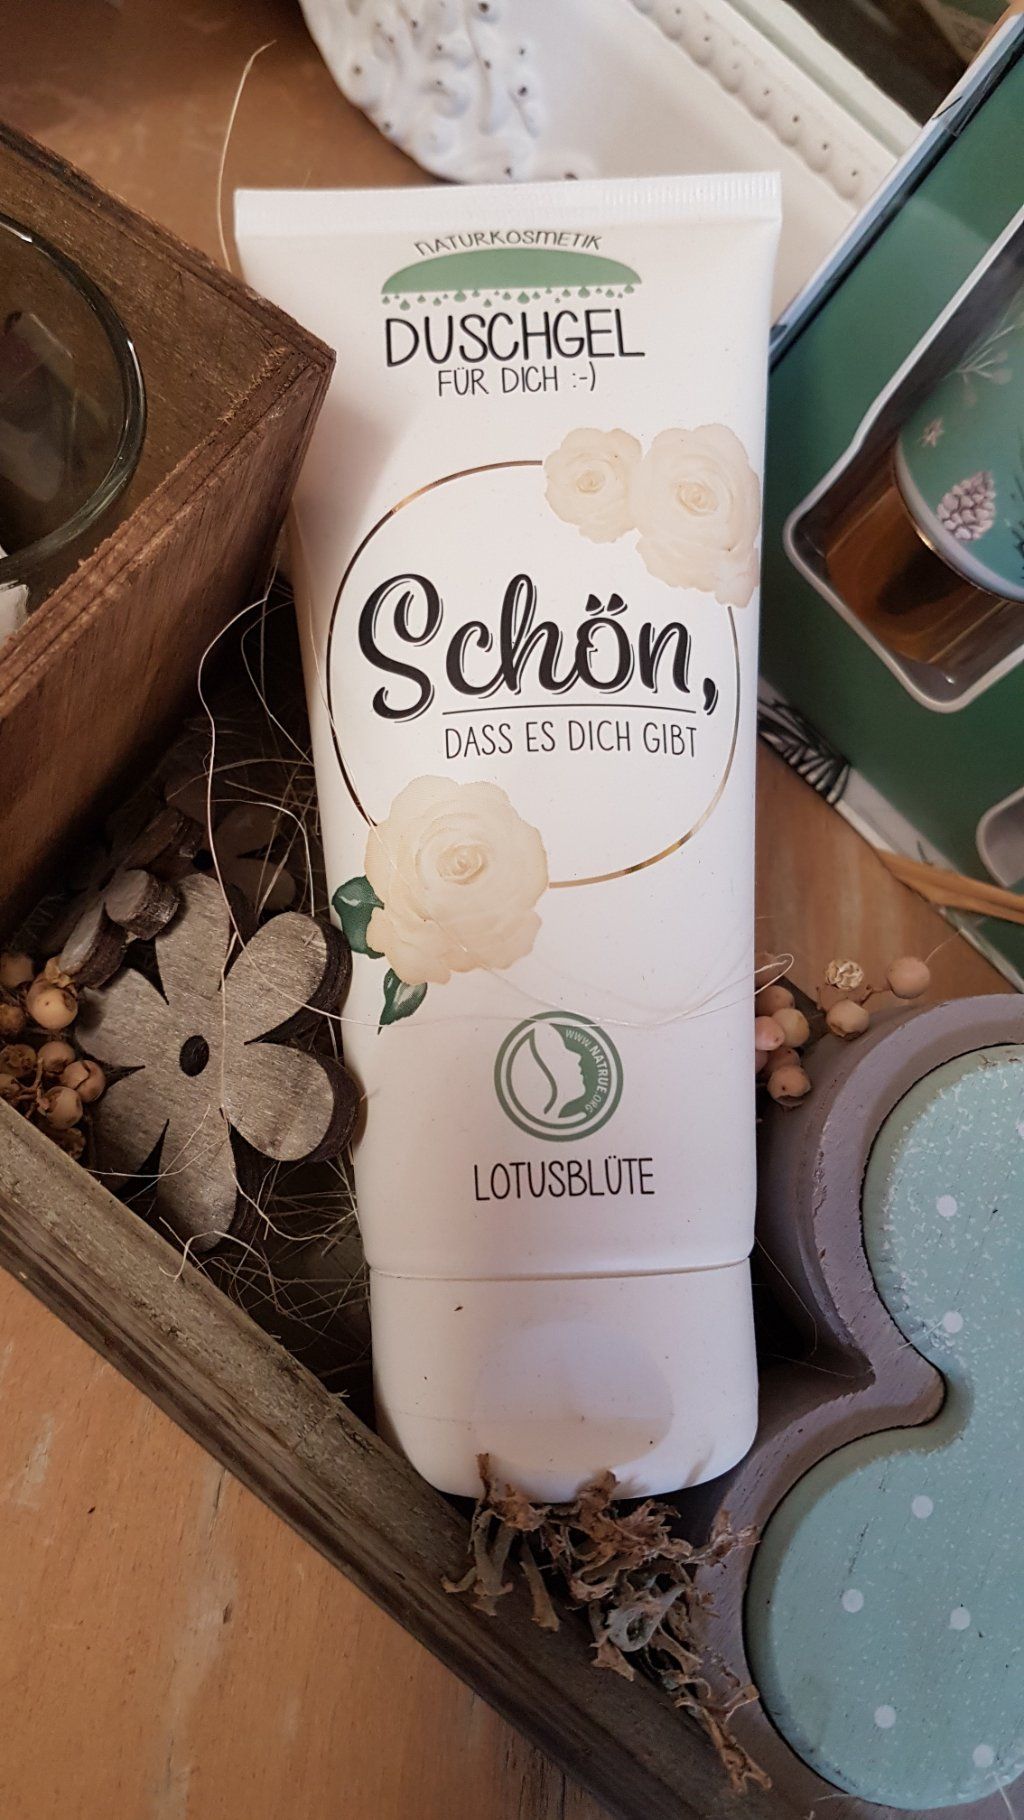 NATURKOSMETIK
DUSCHGEL
FÜR DICH :-)
Schön,
DASS ES DICH GIBT
WWW.NATRUE.ORG
LOTUSBLÜTE